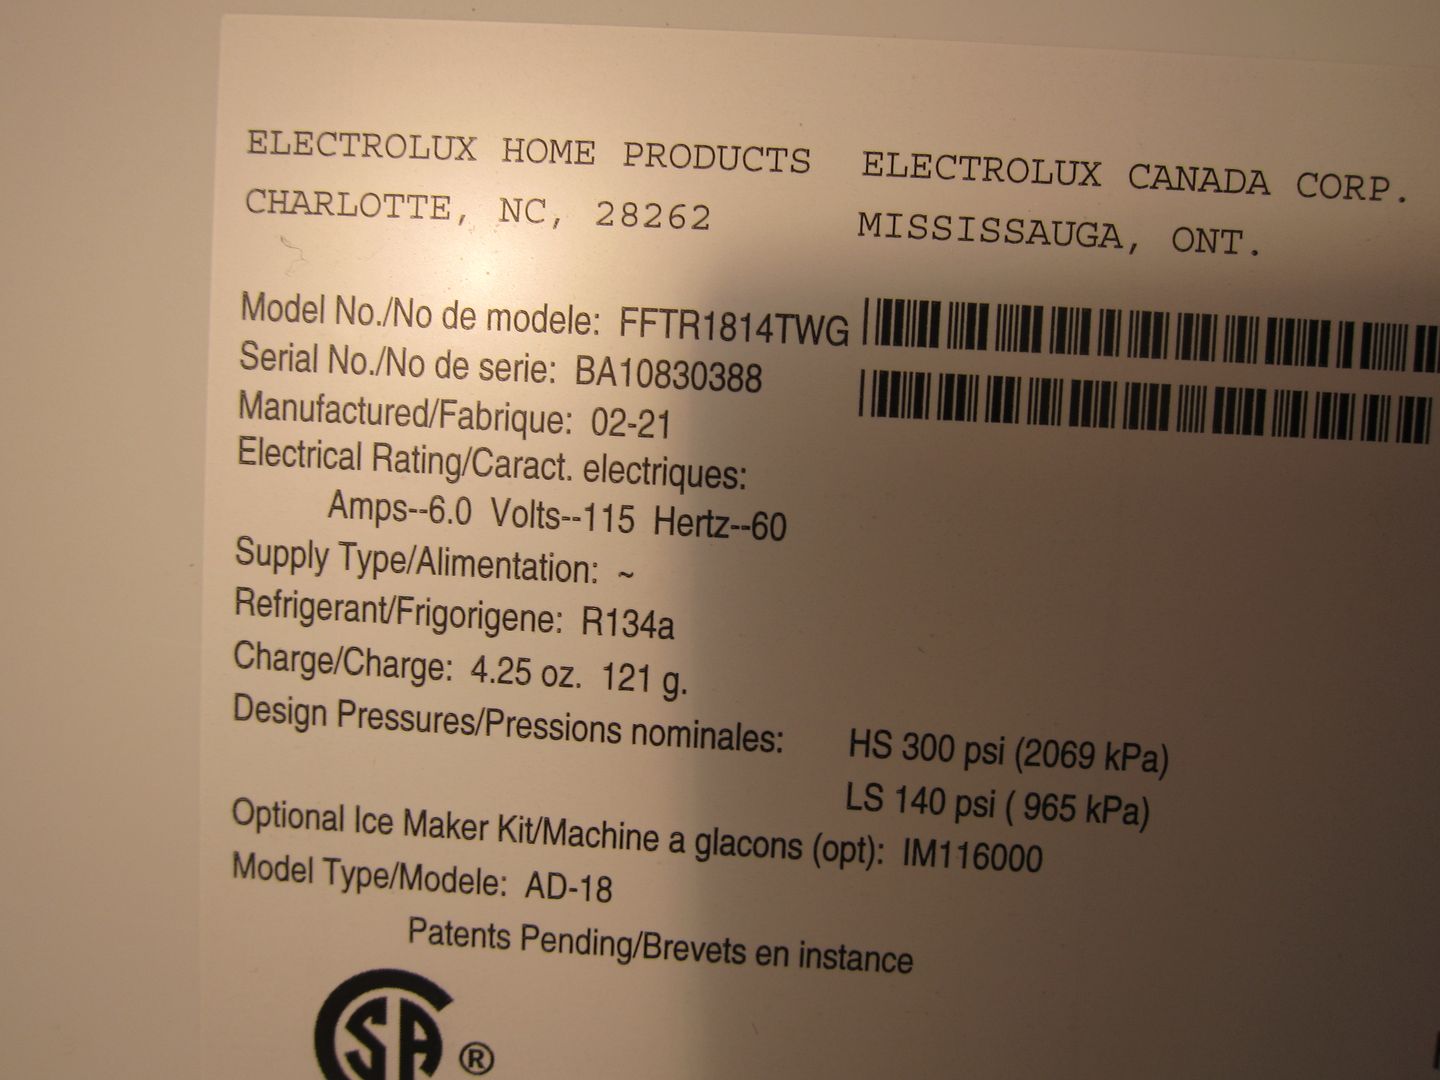 ELECTROLUX HOME PRODUCTS ELECTROLUX CANADA CORP.
CHARLOTTE, NC, 28262 MISSISSAUGA, ONT.
Model No./No de modele: FFTR1814TWG
Serial No./No de serie: BA10830388
Manufactured/Fabrique: 02-21
Electrical Rating/Caract. electriques:
Amps--6.0 Volts--115 Hertz--60
Supply Type/Alimentation: ~
Refrigerant/Frigorigene: R134a
Charge/Charge: 4.25 oz. 121 g.
Design Pressures/Pressions nominales: HS 300 psi (2069 kPa)
LS 140 psi ( 965 kPa)
Optional Ice Maker Kit/Machine a glacons (opt): IM116000
Model Type/Modele: AD-18
Patents Pending/Brevets en instance
CSA ®